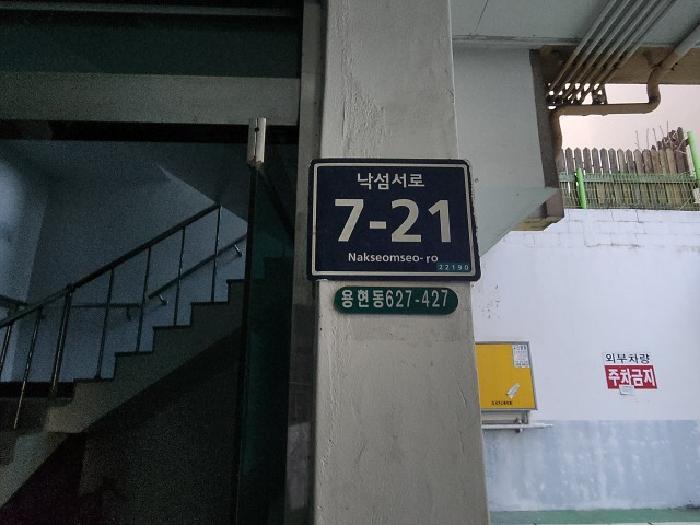 낙섬서로
7-21
Nakseomseo-ro
22190
용현동627-427
외부차량
주차금지